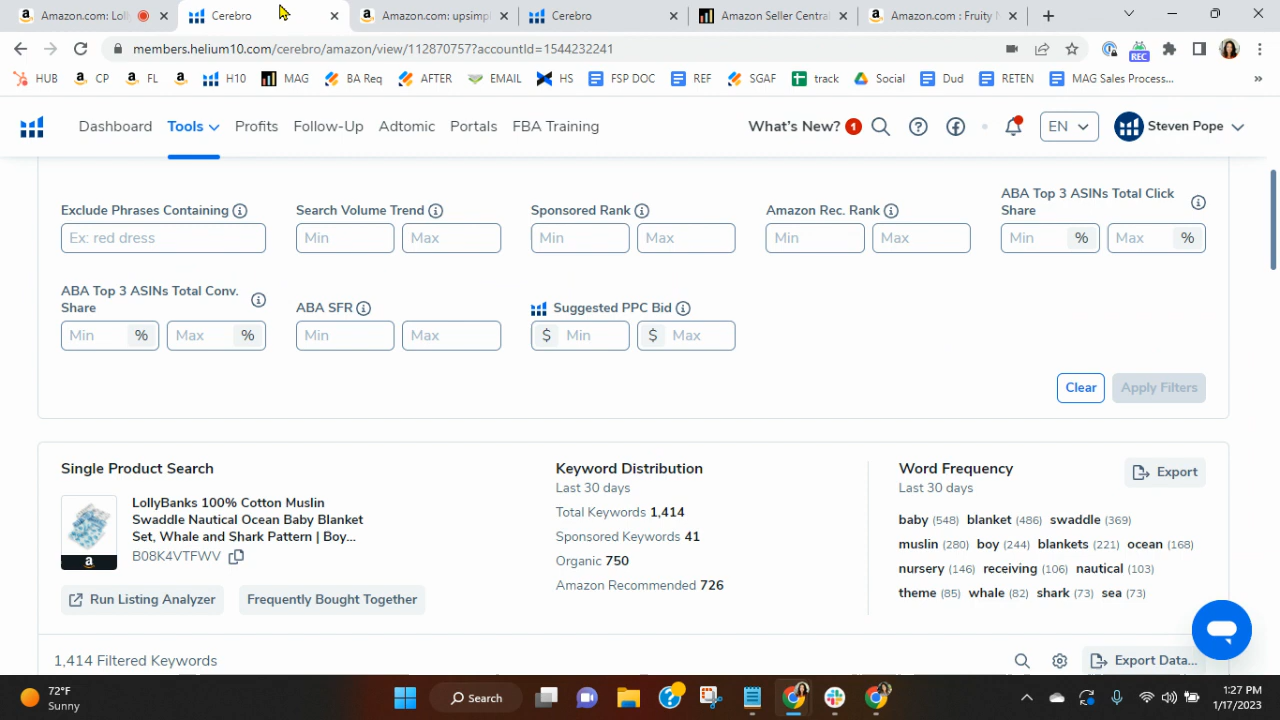 Amazon.com: Loll
Cerebro
Amazon.com: upsimpl
Cerebro
Amazon Seller Central
Amazon.com : Fruity N
members.helium10.com/cerebro/amazon/view/112870757?accountId=1544232241
REC
HUB
CP
FL
H10
MAG
BA Req
AFTER
EMAIL
HS
FSP DOC
REF
SGAF
track
Social
Dud
RETEN
MAG Sales Process...
Dashboard
Tools
Profits
Follow-Up
Adtomic
Portals
FBA Training
What's New? 1
EN
Steven Pope
Exclude Phrases Containing
Search Volume Trend
Sponsored Rank
Amazon Rec. Rank
ABA Top 3 ASINs Total Click
Share
Ex: red dress
Min Max
Min Max
Min Max
Min % Max %
ABA Top 3 ASINs Total Conv.
Share
ABA SFR
Suggested PPC Bid
Min % Max %
Min Max
$ Min $ Max
Clear
Apply Filters
Single Product Search
LollyBanks 100% Cotton Muslin
Swaddle Nautical Ocean Baby Blanket
Set, Whale and Shark Pattern | Boy...
B08K4VTFWV
Run Listing Analyzer
Frequently Bought Together
Keyword Distribution
Last 30 days
Total Keywords 1,414
Sponsored Keywords 41
Organic 750
Amazon Recommended 726
Word Frequency
Last 30 days
Export
baby (548) blanket (486) swaddle (369)
muslin (280) boy (244) blankets (221) ocean (168)
nursery (146) receiving (106) nautical (103)
theme (85) whale (82) shark (73) sea (73)
1,414 Filtered Keywords
Export Data...
72°F
Sunny
Search
1:27 PM
1/17/2023